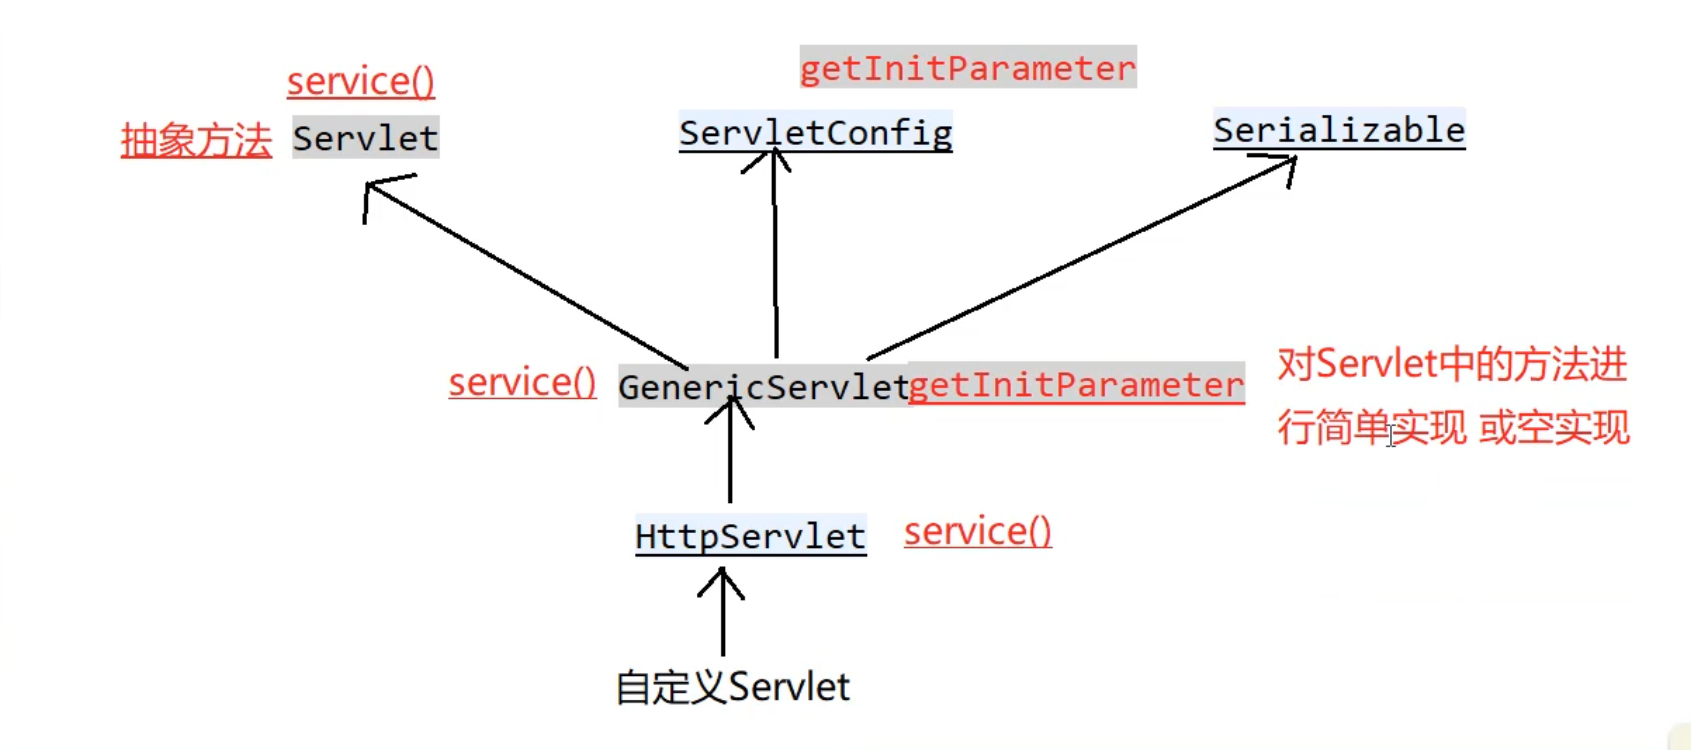 getInitParameter
service()
抽象方法 Servlet
ServletConfig
Serializable
service() GenericServletgetInitParameter
对Servlet中的方法进
行简单实现 或空实现
HttpServlet service()
自定义Servlet